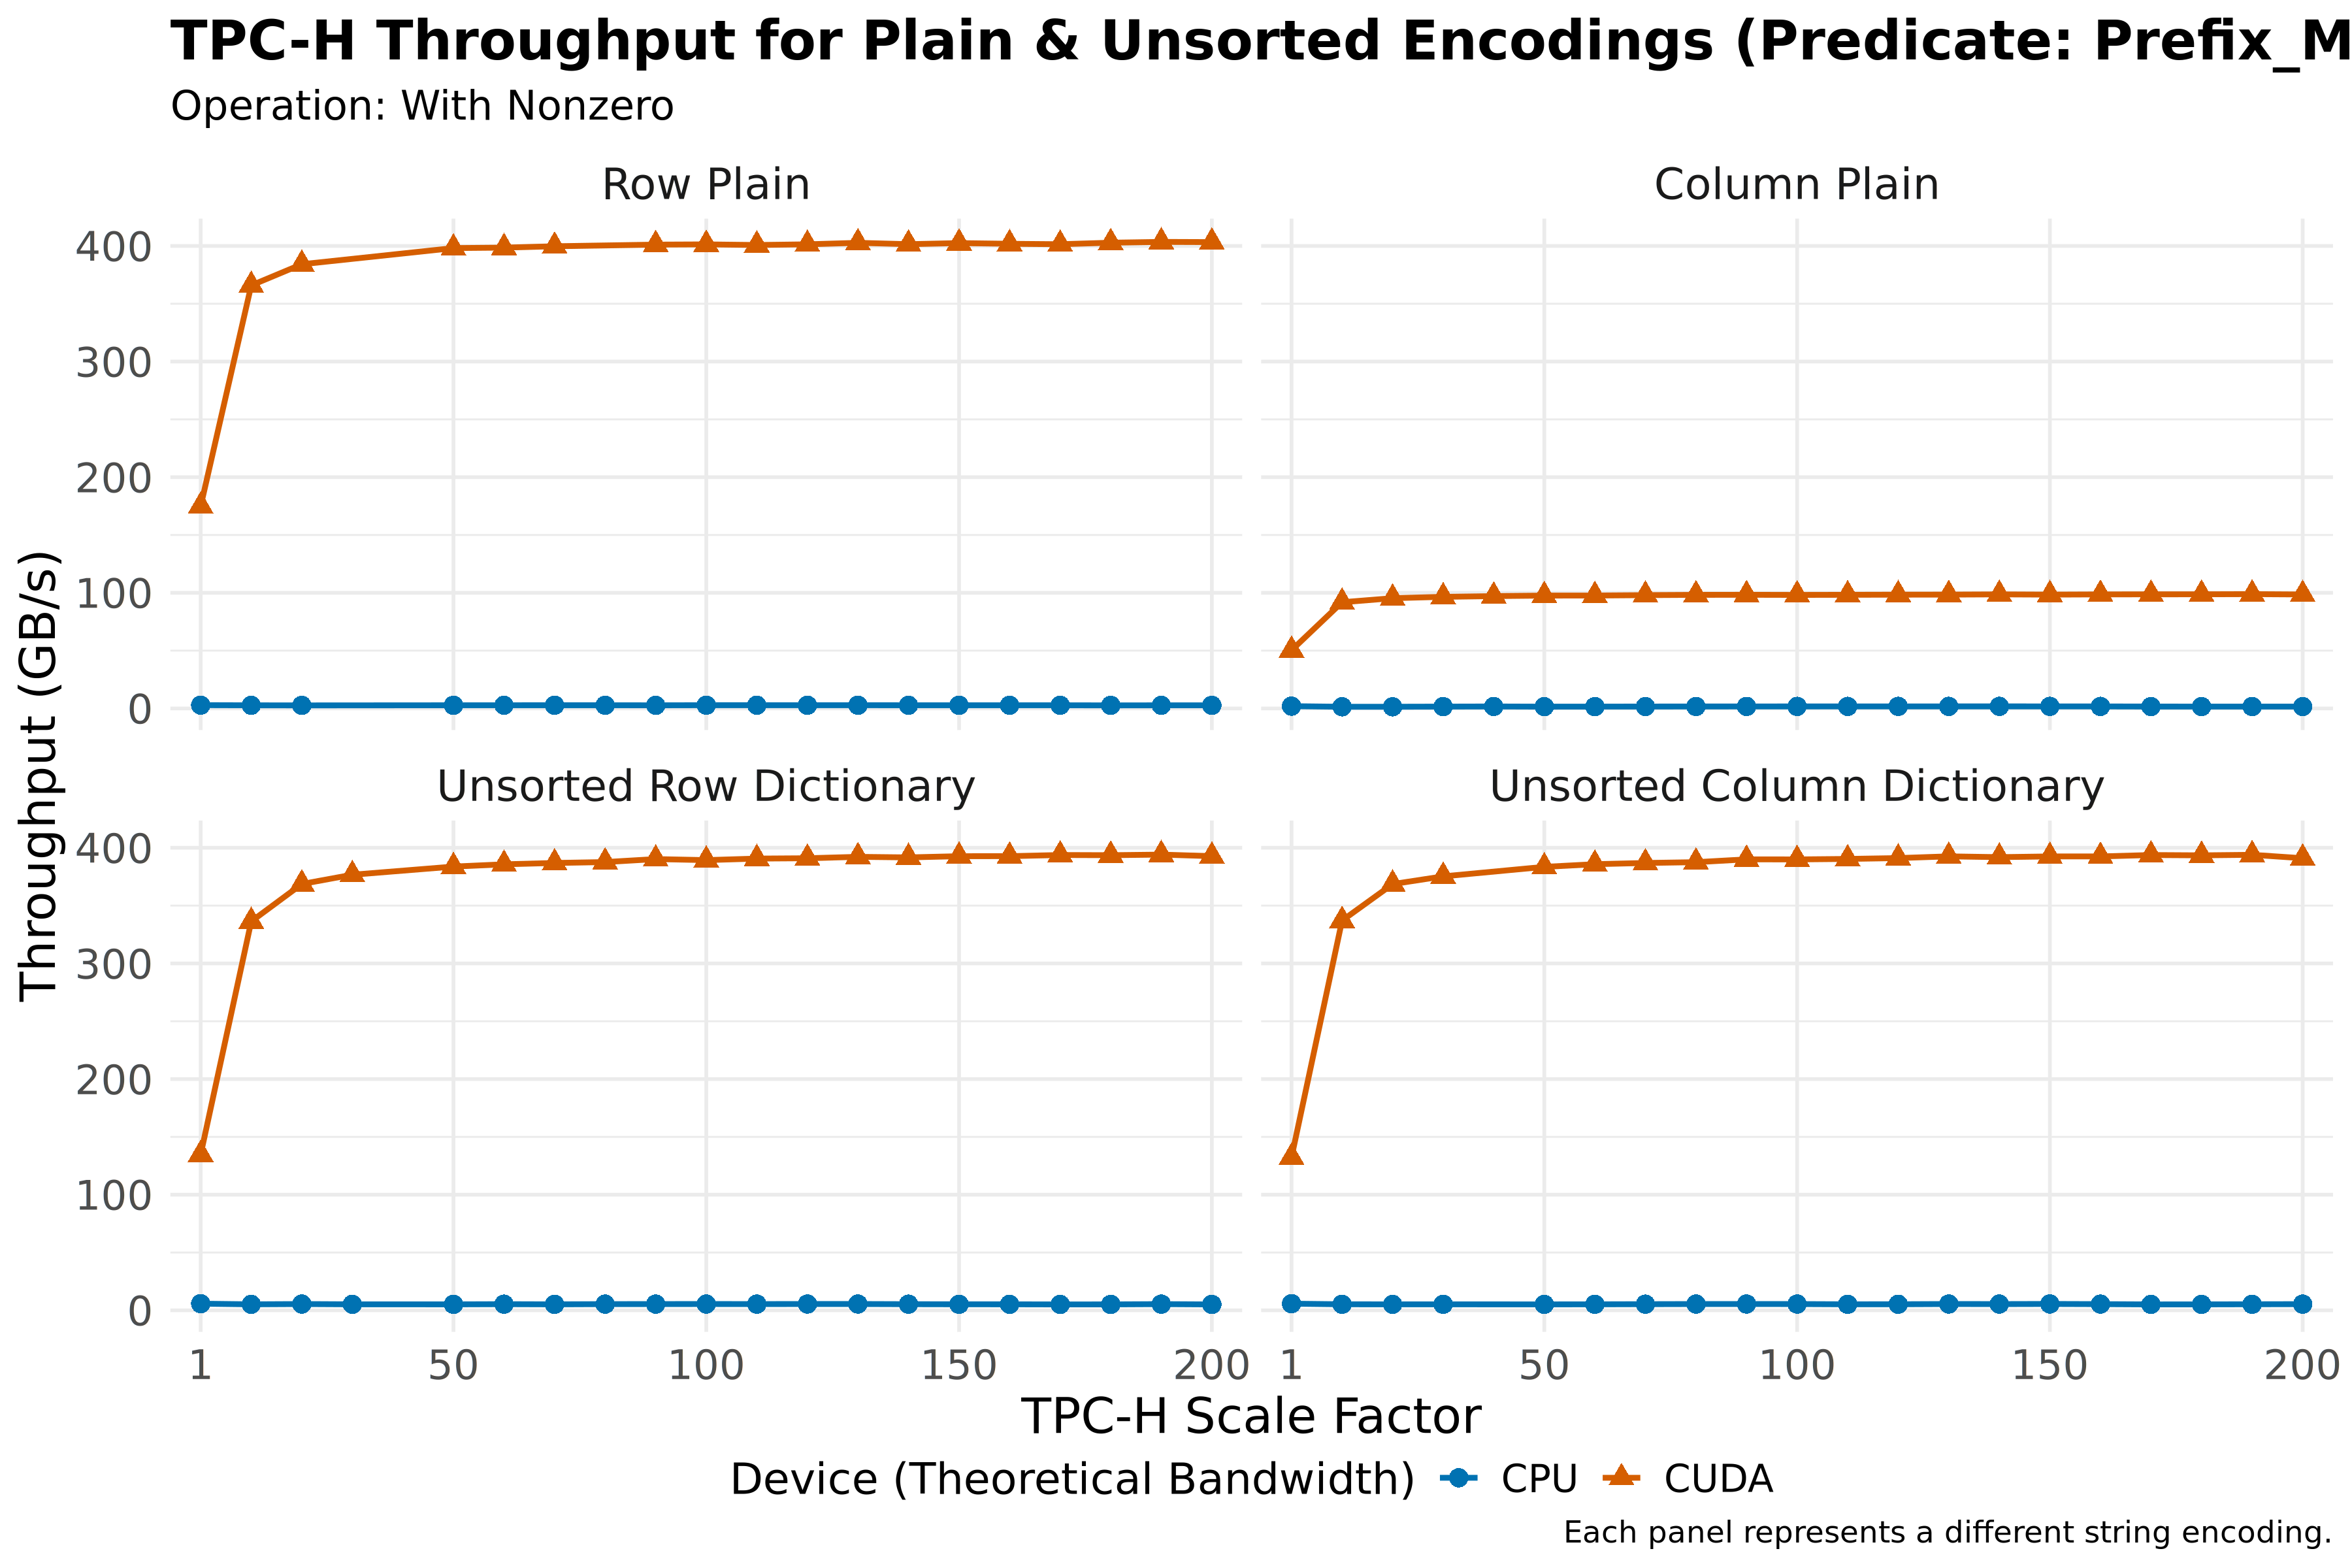 TPC-H Throughput for Plain & Unsorted Encodings (Predicate: Prefix_M
Operation: With Nonzero
Row Plain
Column Plain
400
300
200
100
0
Unsorted Row Dictionary
Unsorted Column Dictionary
400
300
200
100
0
Throughput (GB/s)
1 50 100 150 200 1 50 100 150 200
TPC-H Scale Factor
Device (Theoretical Bandwidth) CPU CUDA
Each panel represents a different string encoding.